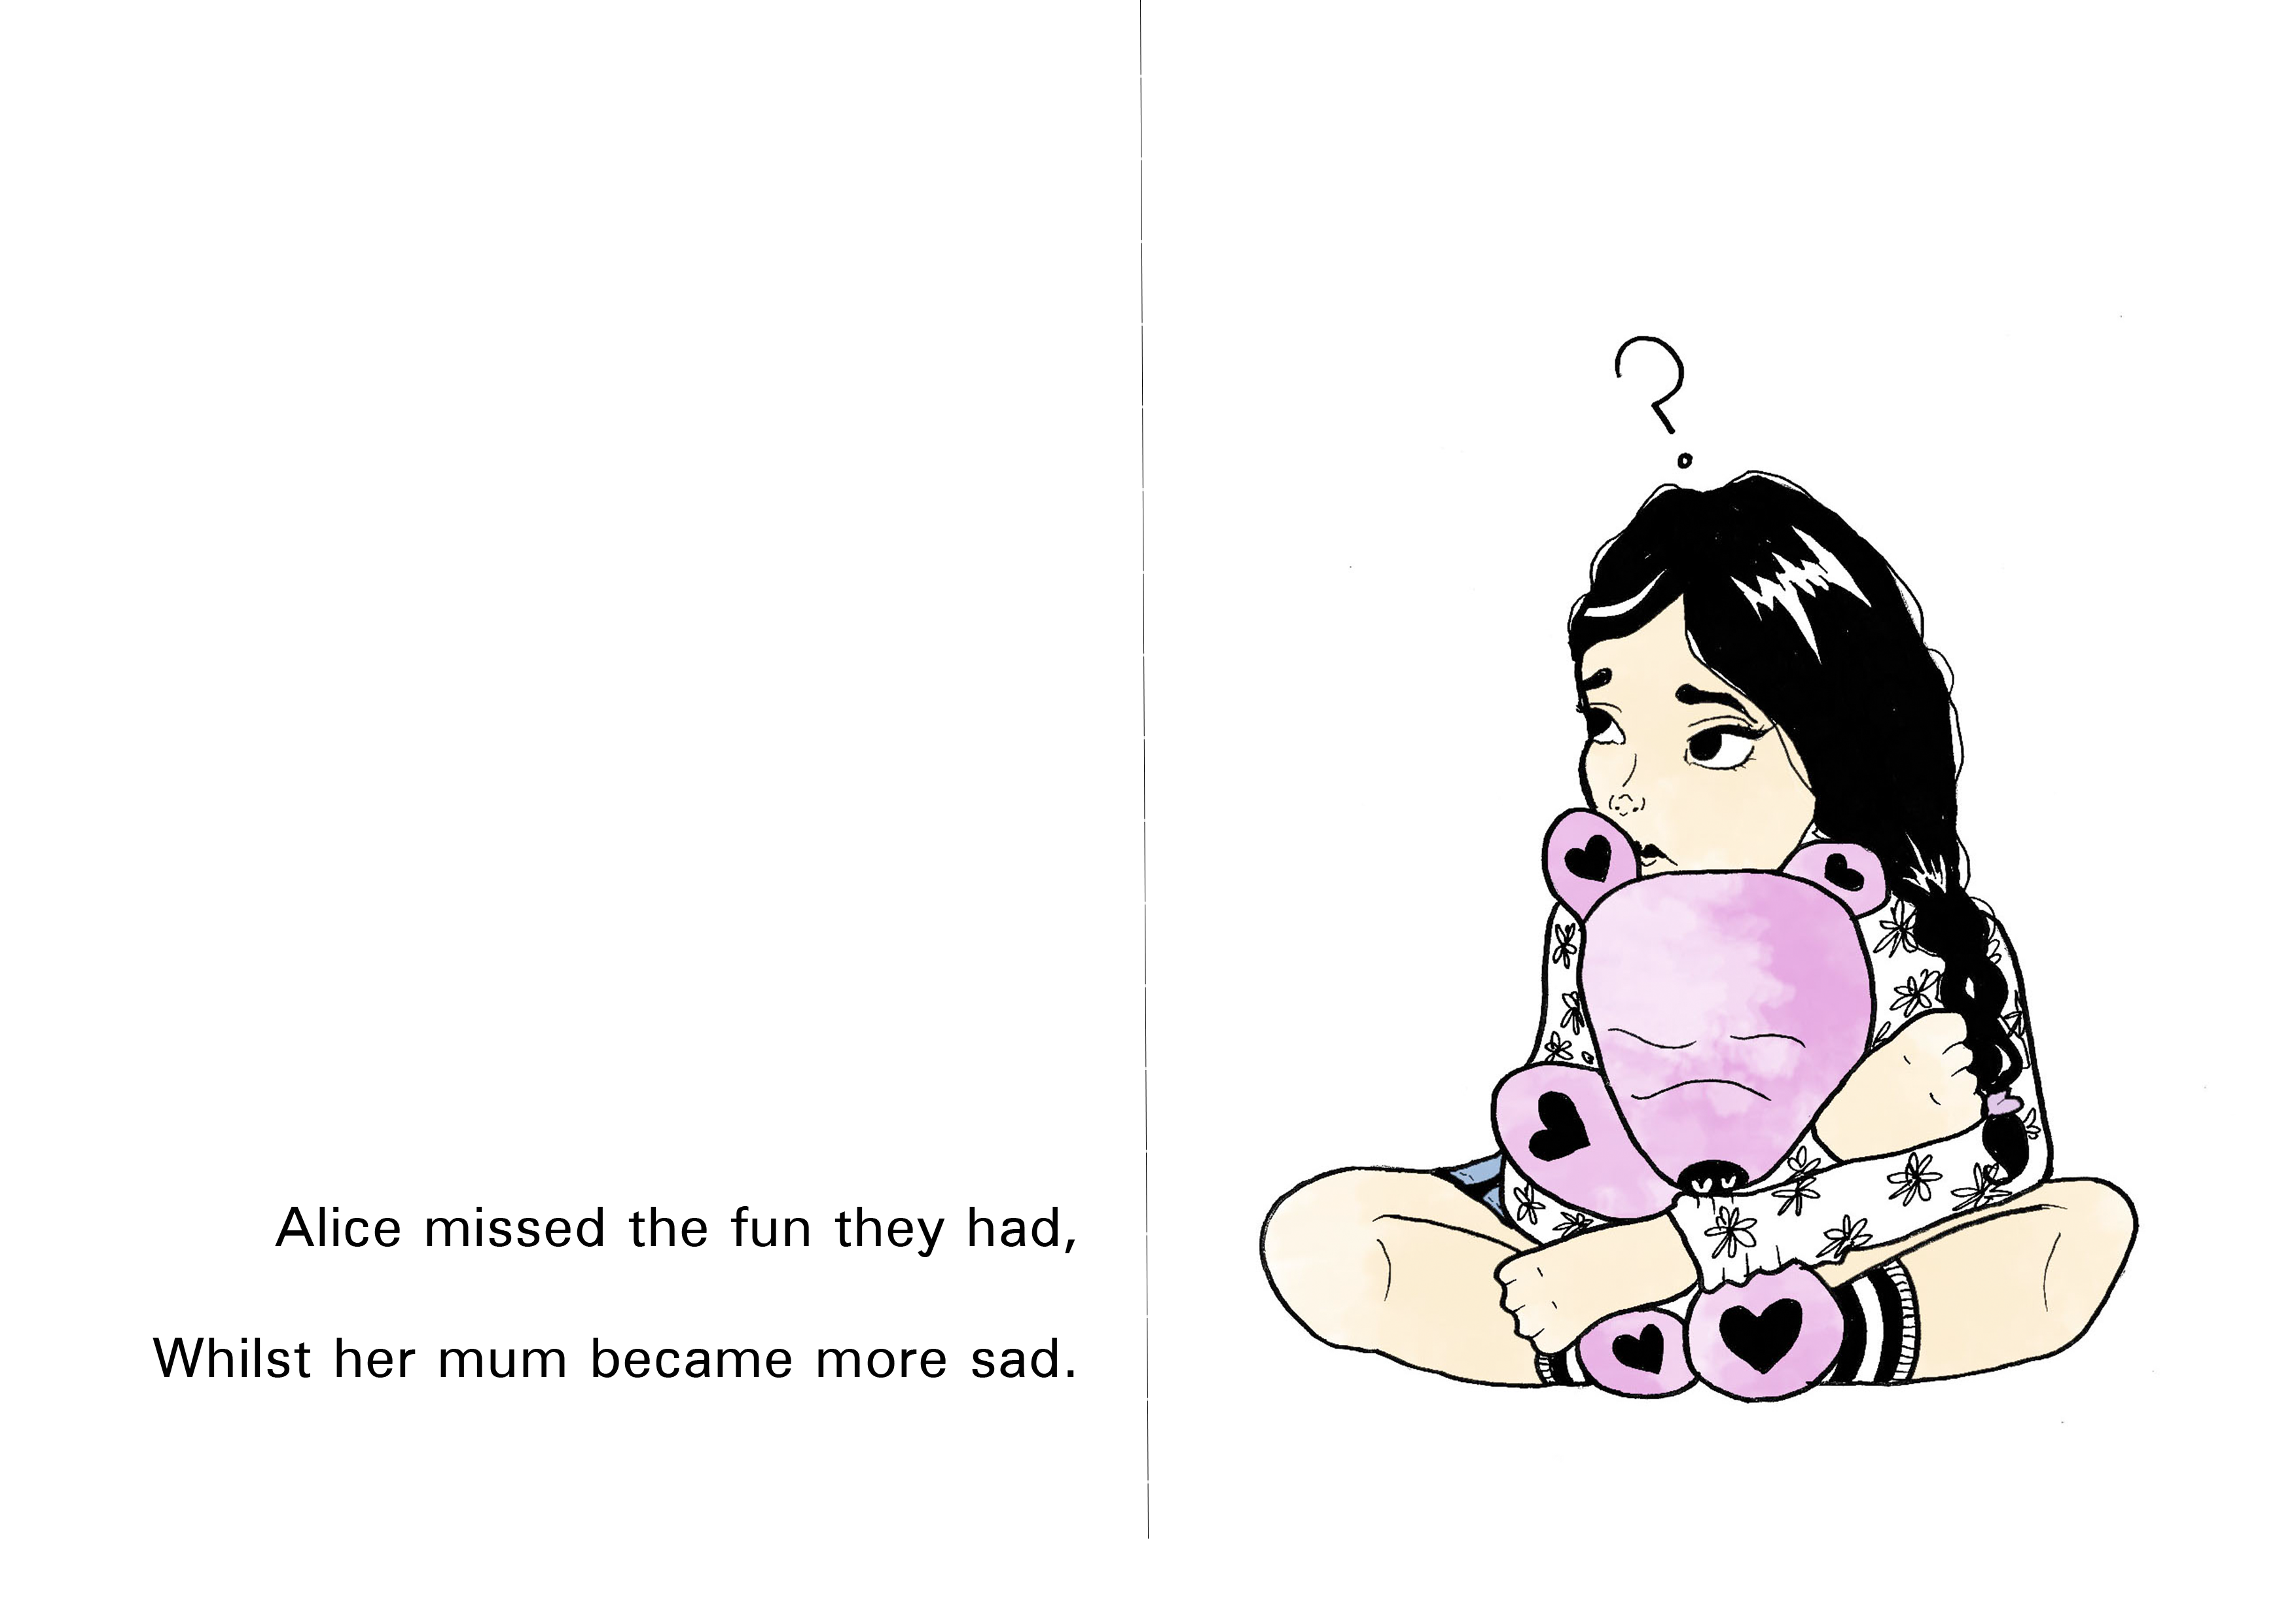 Alice missed the fun they had,
Whilst her mum became more sad.
?